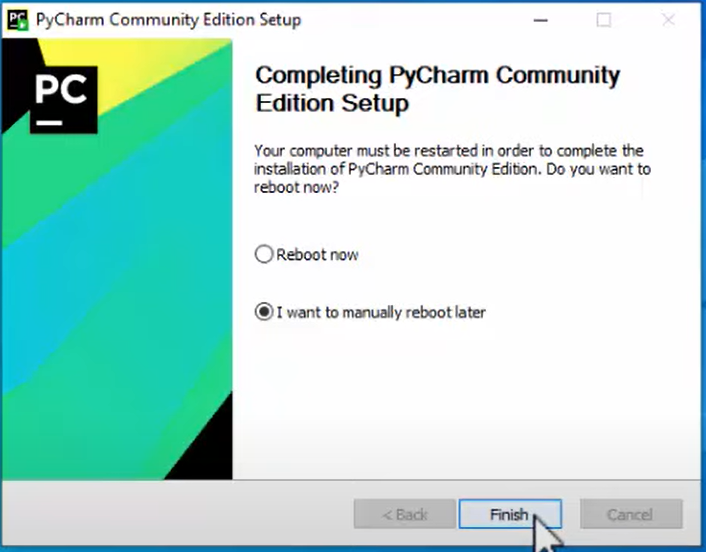 PyCharm Community Edition Setup
PC
Completing PyCharm Community
Edition Setup
Your computer must be restarted in order to complete the
installation of PyCharm Community Edition. Do you want to
reboot now?
Reboot now
I want to manually reboot later
< Back
Finish
Cancel